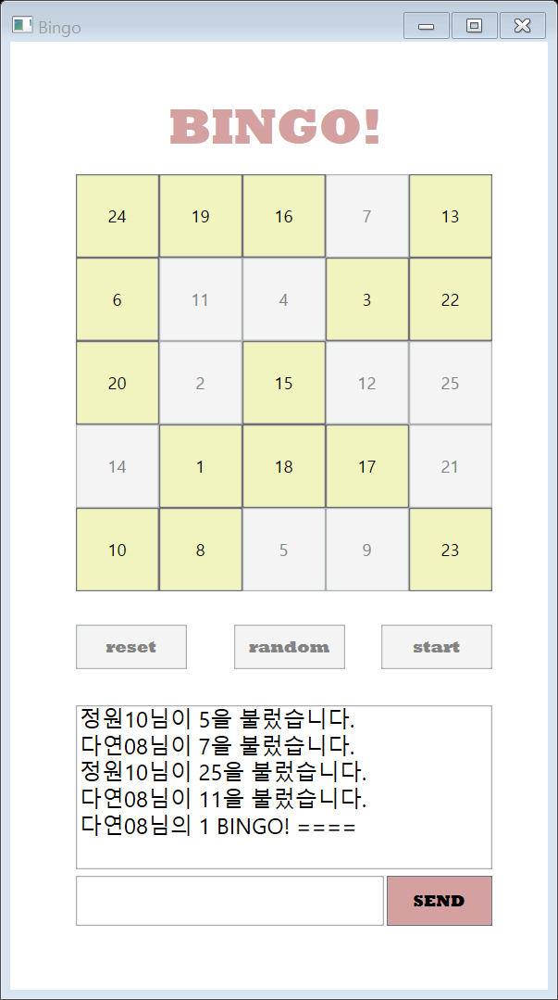 Bingo
BINGO!
24 19 16 7 13
6 11 4 3 22
20 2 15 12 25
14 1 18 17 21
10 8 5 9 23
reset random start
정원10님이 5을 불렀습니다.
다연08님이 7을 불렀습니다.
정원10님이 25을 불렀습니다.
다연08님이 11을 불렀습니다.
다연08님의 1 BINGO! ====
SEND